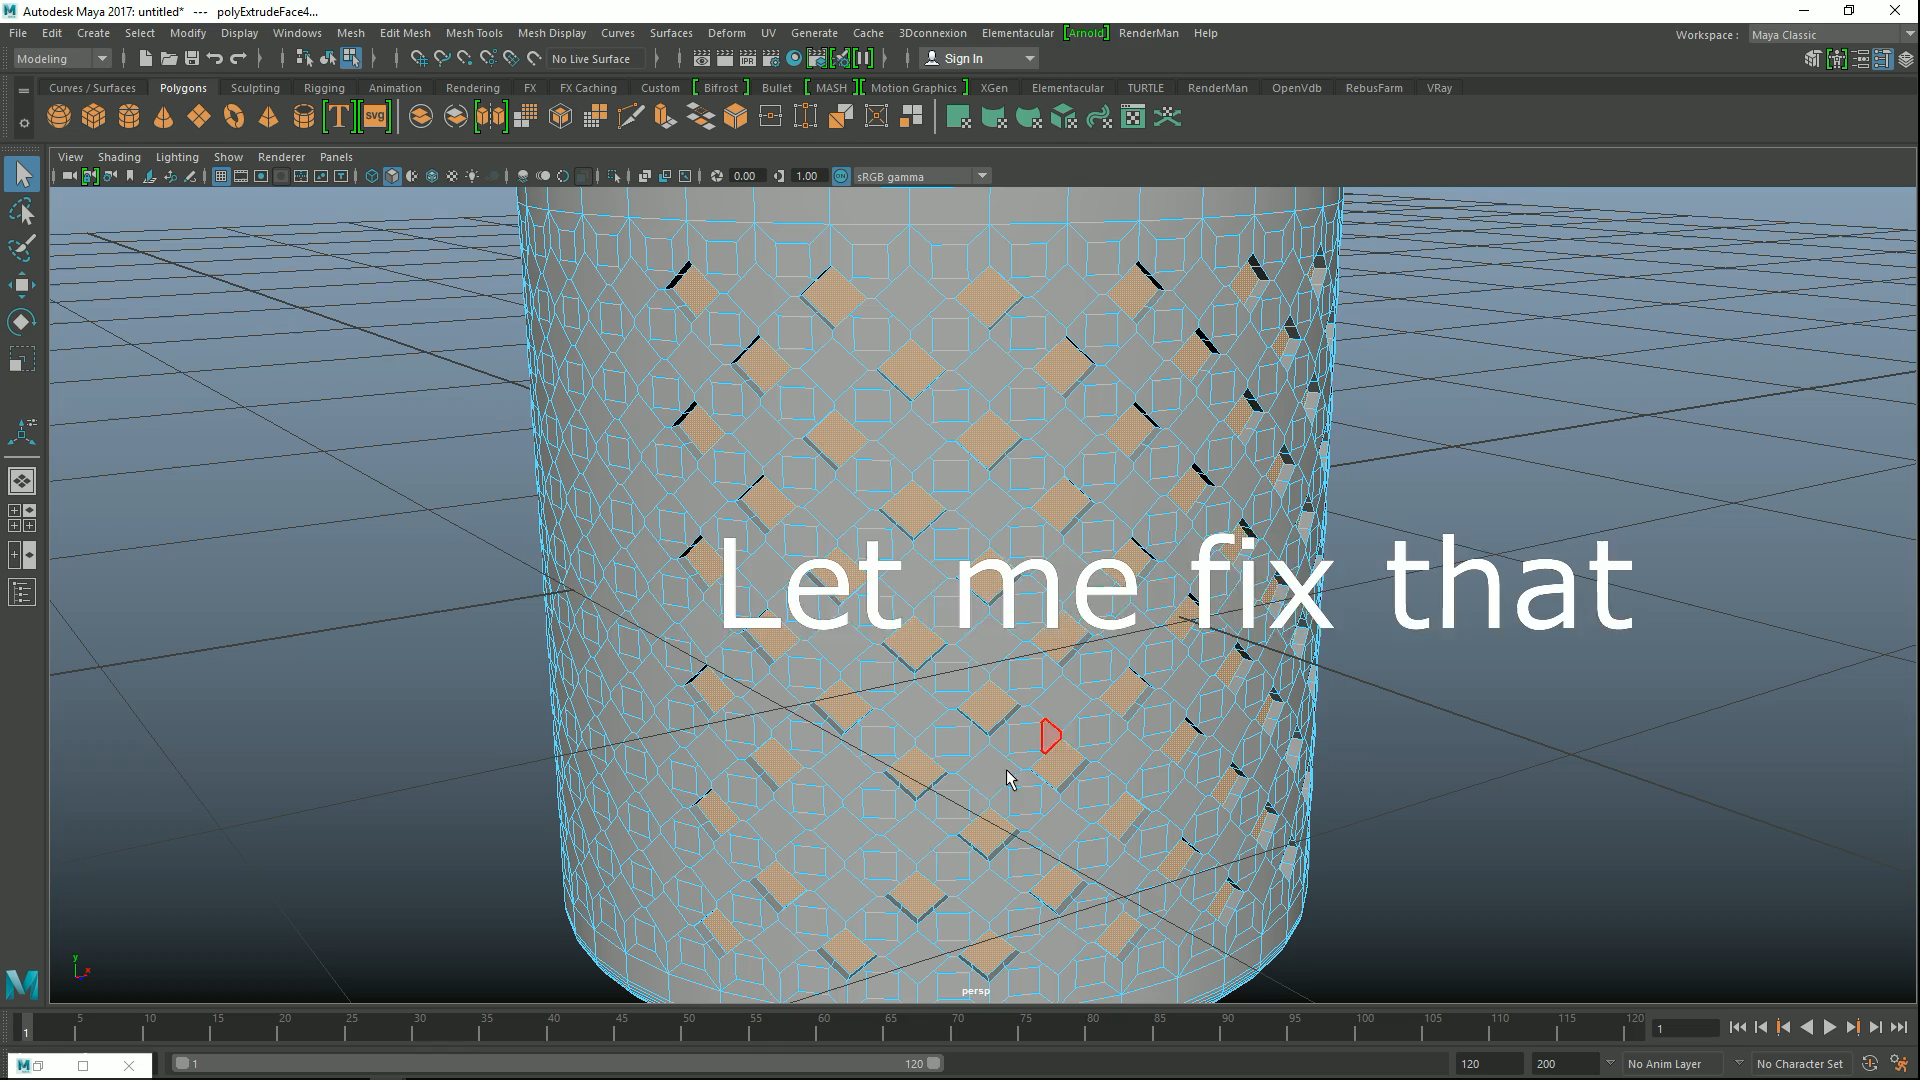 Autodesk Maya 2017: untitled* --- polyExtrudeFace4...
File Edit Create Select Modify Display Windows Mesh Edit Mesh Mesh Tools Mesh Display Curves Surfaces Deform UV Generate Cache 3Dconnexion Elementacular [Arnold] RenderMan Help
Workspace : Maya Classic
Modeling No Live Surface Sign In
Curves / Surfaces Polygons Sculpting Rigging Animation Rendering FX FX Caching Custom Bifrost Bullet MASH Motion Graphics XGen Elementacular TURTLE RenderMan OpenVdb RebusFarm VRay
T svg
View Shading Lighting Show Renderer Panels
0.00 1.00 ON sRGB gamma
Let me fix that
y
x
persp
1 5 10 15 20 25 30 35 40 45 50 55 60 65 70 75 80 85 90 95 100 105 110 115 120 1
1 120 120 200 No Anim Layer No Character Set